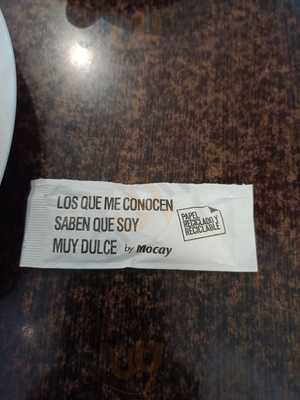 LOS QUE ME CONOCEN
SABEN QUE SOY
MUY DULCE by Mocay
PAPEL
RECICLADO Y
RECICLABLE